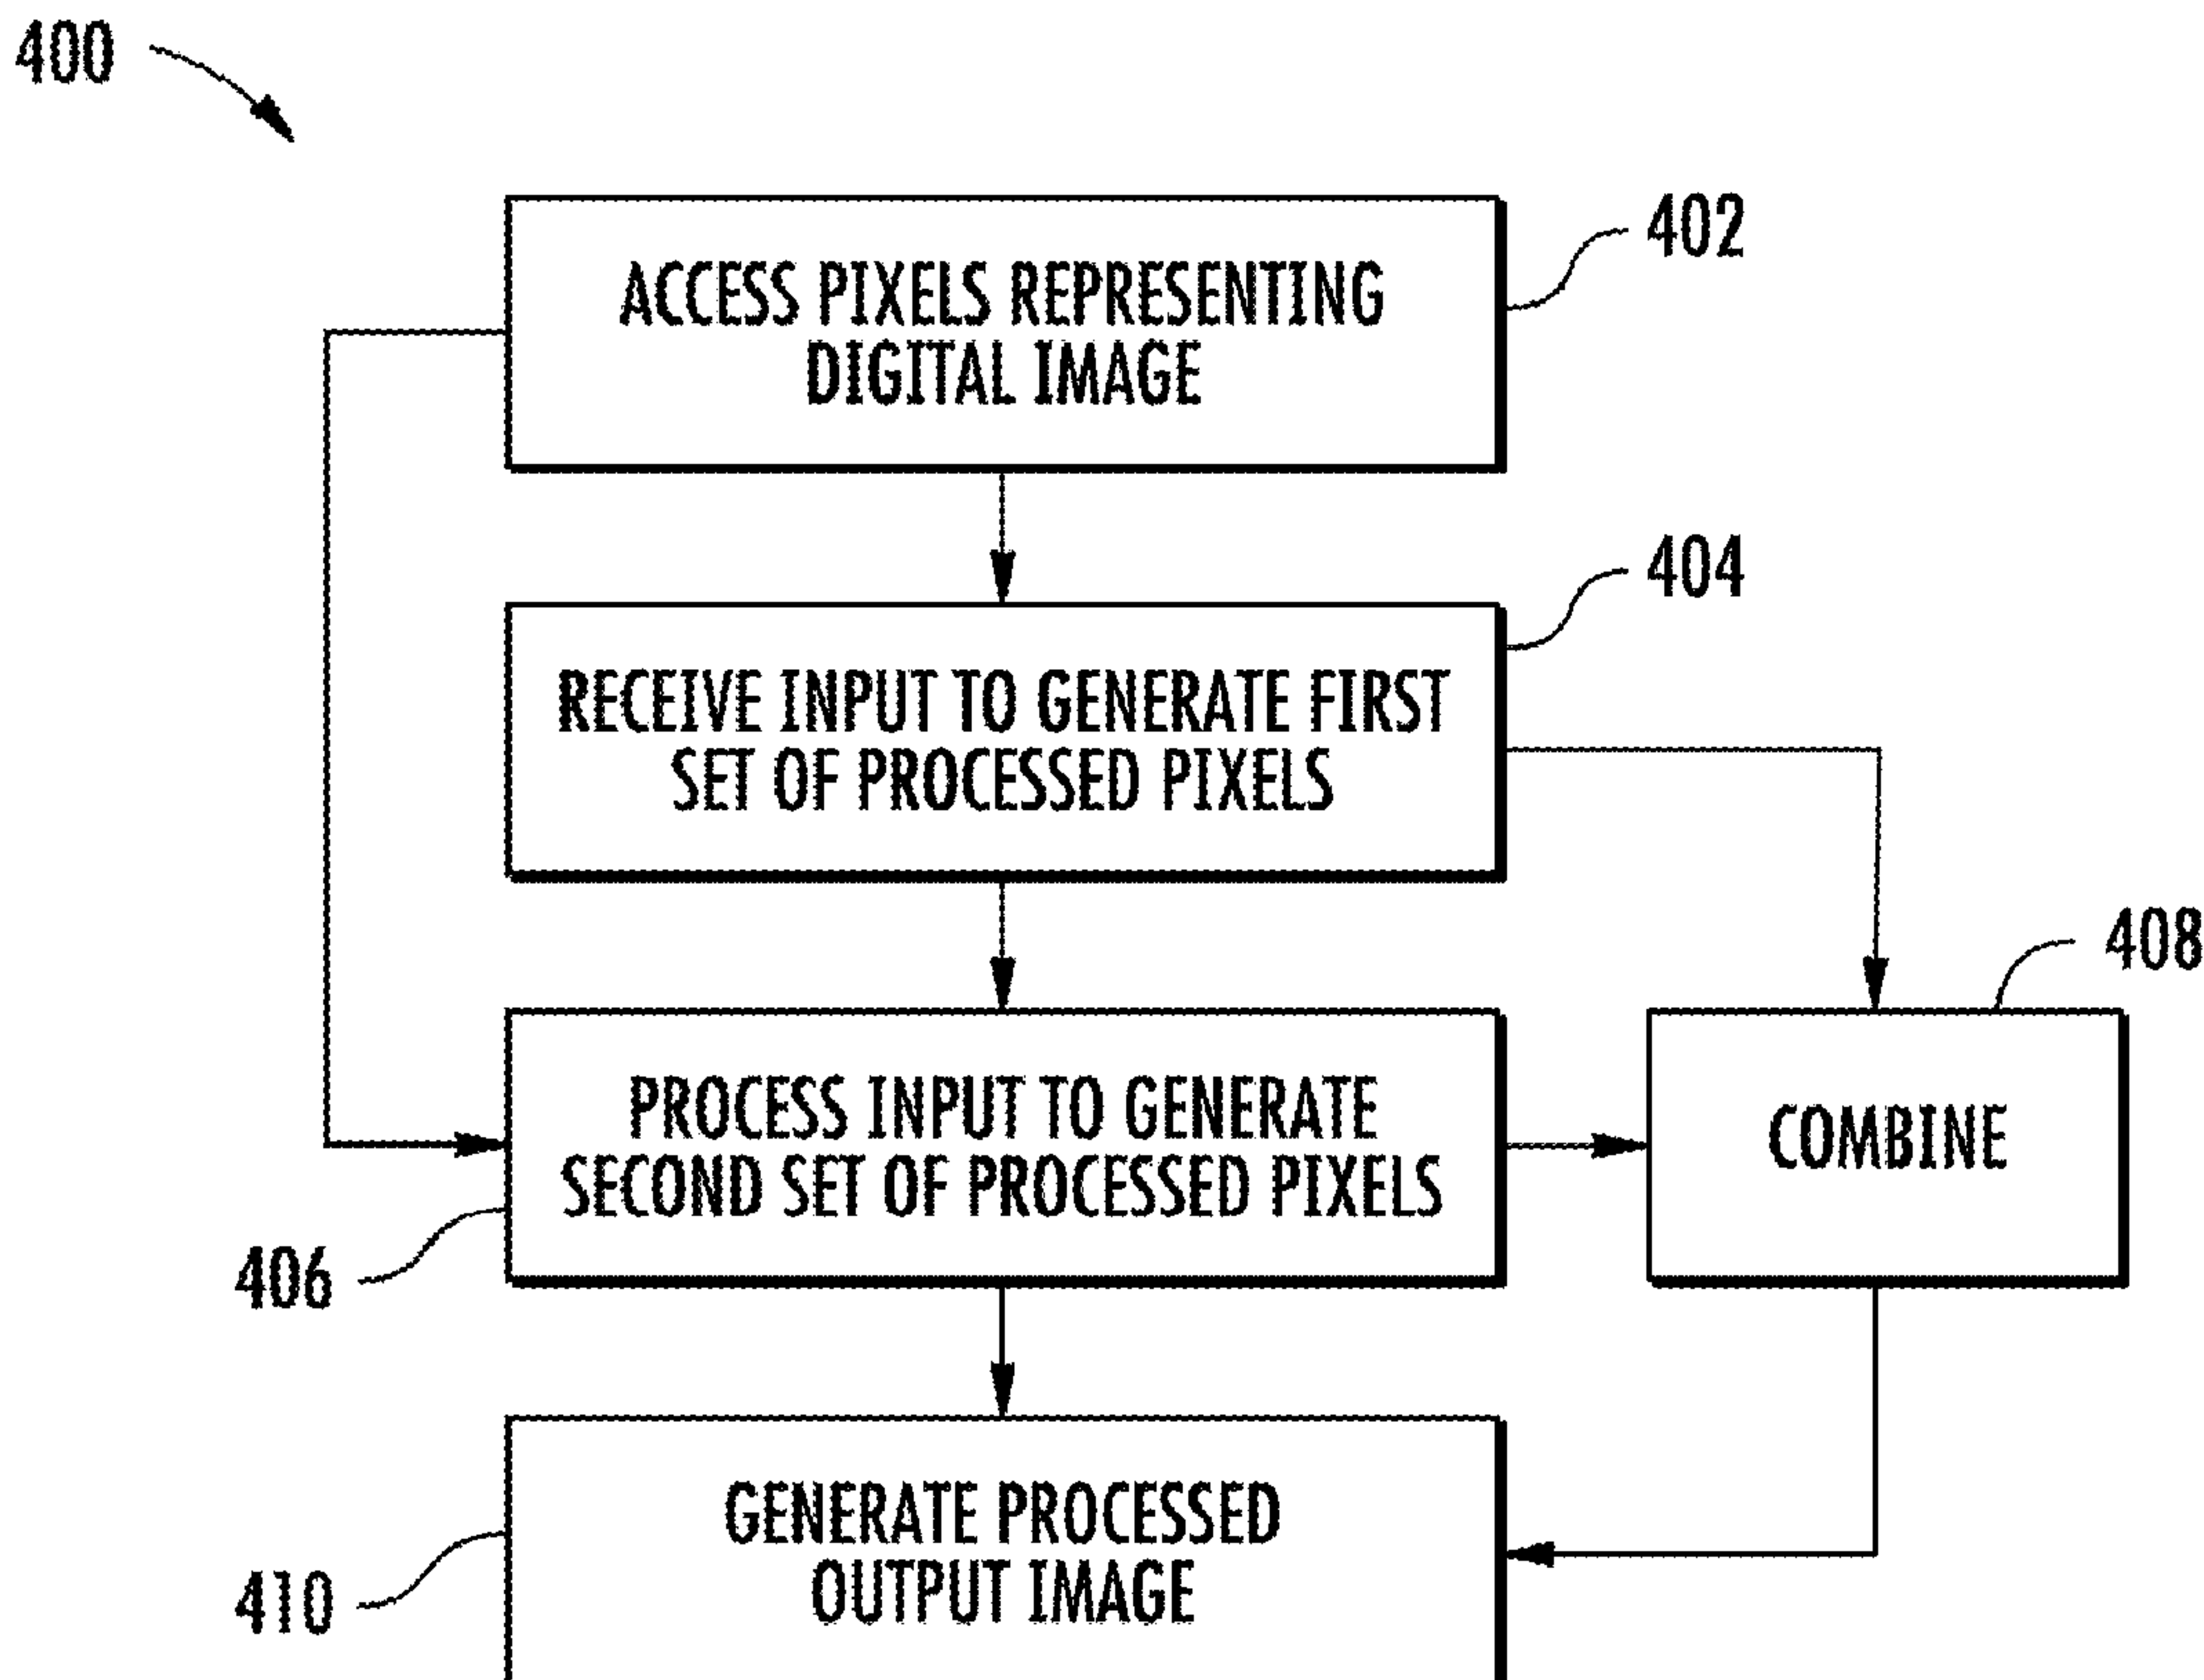 400
402
ACCESS PIXELS REPRESENTING
DIGITAL IMAGE
404
RECEIVE INPUT TO GENERATE FIRST
SET OF PROCESSED PIXELS
408
PROCESS INPUT TO GENERATE
SECOND SET OF PROCESSED PIXELS
COMBINE
406
GENERATE PROCESSED
OUTPUT IMAGE
410